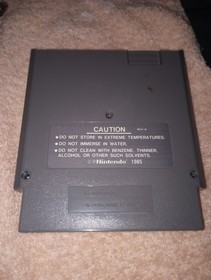 CAUTION
●DO NOT STORE IN EXTREME TEMPERATURES.
●DO NOT IMMERSE IN WATER.
●DO NOT CLEAN WITH BENZENE, THINNER,
ALCOHOL OR OTHER SUCH SOLVENTS.
©Nintendo 1985